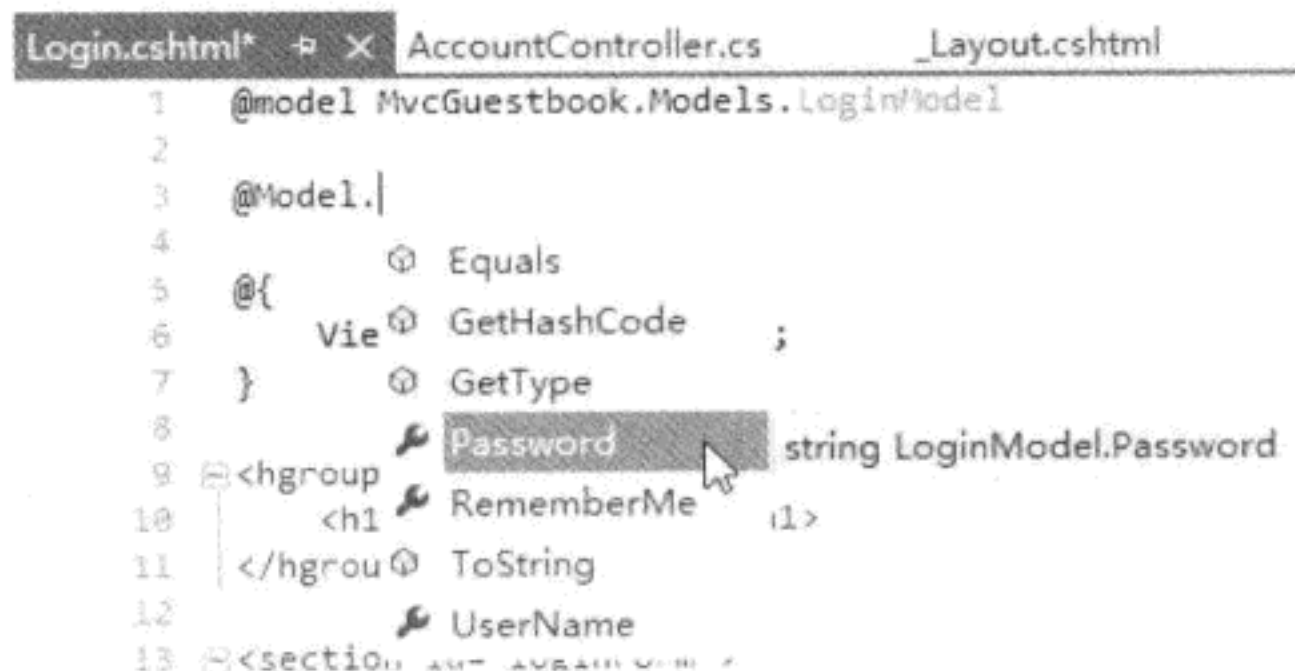 Login.cshtml* AccountController.cs _Layout.cshtml
1 @model MvcGuestbook.Models.LoginModel
2
3 @Model.
4
Equals
5 @{
6 Vie GetHashCode ;
7 } GetType
8 Password string LoginModel.Password
9 <hgroup
RememberMe
10 <h1 1>
11 </hgrou ToString
12 UserName
13 <section